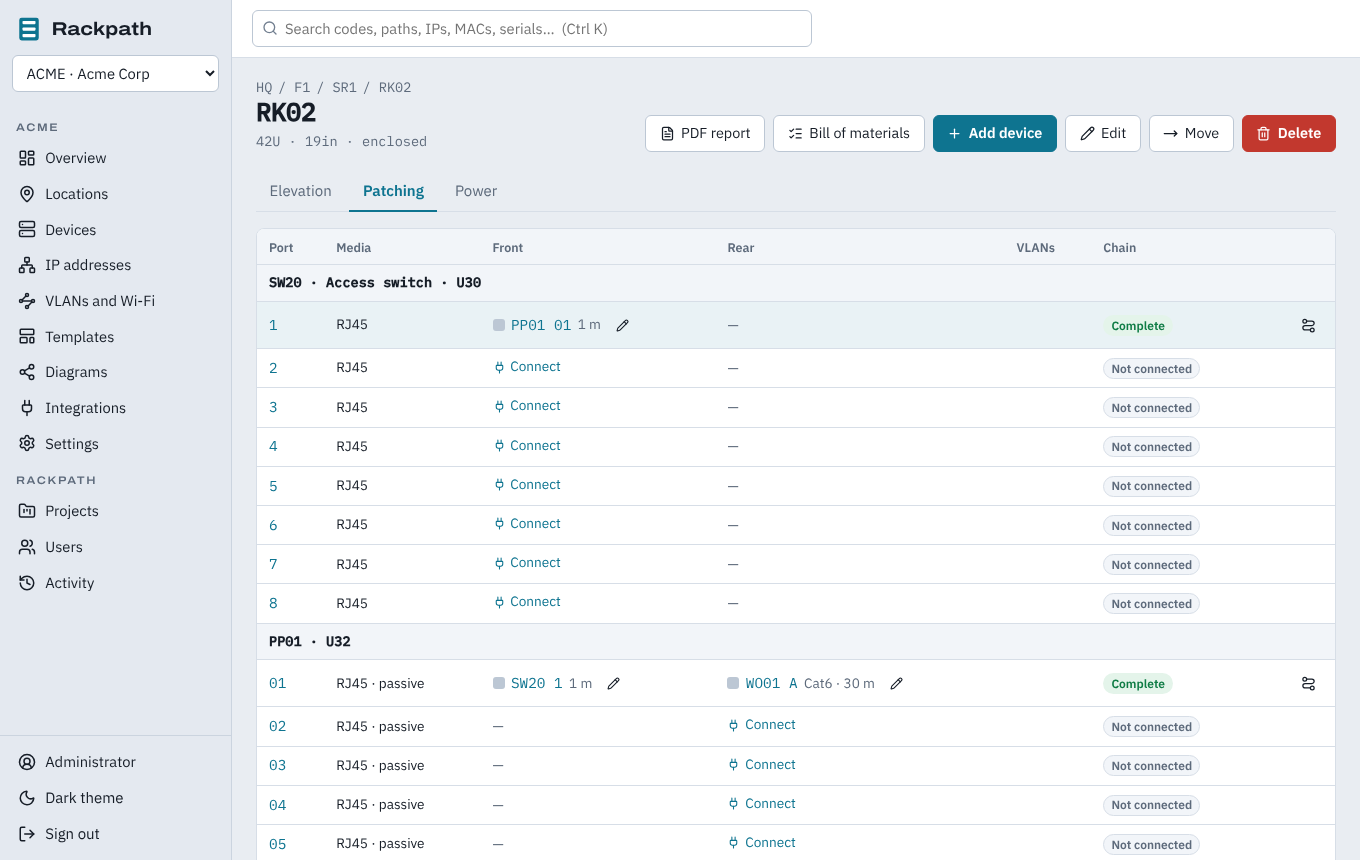 Rackpath
ACME · Acme Corp
ACME
Overview
Locations
Devices
IP addresses
VLANs and Wi-Fi
Templates
Diagrams
Integrations
Settings
RACKPATH
Projects
Users
Activity
Administrator
Dark theme
Sign out
Search codes, paths, IPs, MACs, serials... (Ctrl K)
HQ / F1 / SR1 / RK02
RK02
42U · 19in · enclosed
PDF report
Bill of materials
+ Add device
Edit
→ Move
Delete
Elevation Patching Power
Port Media Front Rear VLANs Chain
SW20 · Access switch · U30
1 RJ45 PP01 01 1 m — Complete
2 RJ45 Connect — Not connected
3 RJ45 Connect — Not connected
4 RJ45 Connect — Not connected
5 RJ45 Connect — Not connected
6 RJ45 Connect — Not connected
7 RJ45 Connect — Not connected
8 RJ45 Connect — Not connected
PP01 · U32
01 RJ45 · passive SW20 1 1 m WO01 A Cat6 · 30 m Complete
02 RJ45 · passive — Connect Not connected
03 RJ45 · passive — Connect Not connected
04 RJ45 · passive — Connect Not connected
05 RJ45 · passive — Connect Not connected